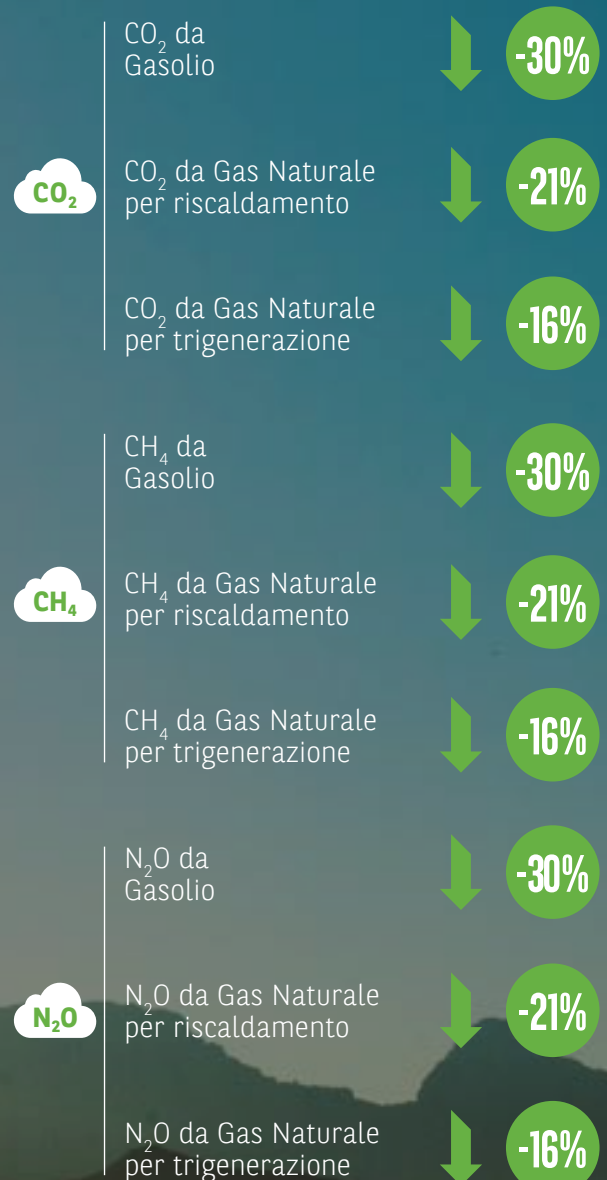 CO₂ da
Gasolio
-30%
CO₂
CO₂ da Gas Naturale
per riscaldamento
-21%
CO₂ da Gas Naturale
per trigenerazione
-16%
CH₄ da
Gasolio
-30%
CH₄
CH₄ da Gas Naturale
per riscaldamento
-21%
CH₄ da Gas Naturale
per trigenerazione
-16%
N₂O da
Gasolio
-30%
N₂O
N₂O da Gas Naturale
per riscaldamento
-21%
N₂O da Gas Naturale
per trigenerazione
-16%